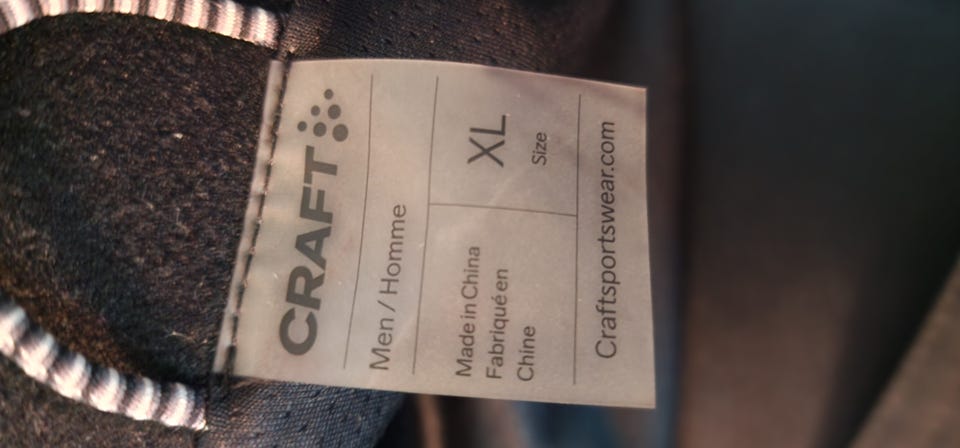 CRAFT
Men / Homme
Made in China
Fabriqué en
Chine
XL
Size
Craftsportswear.com